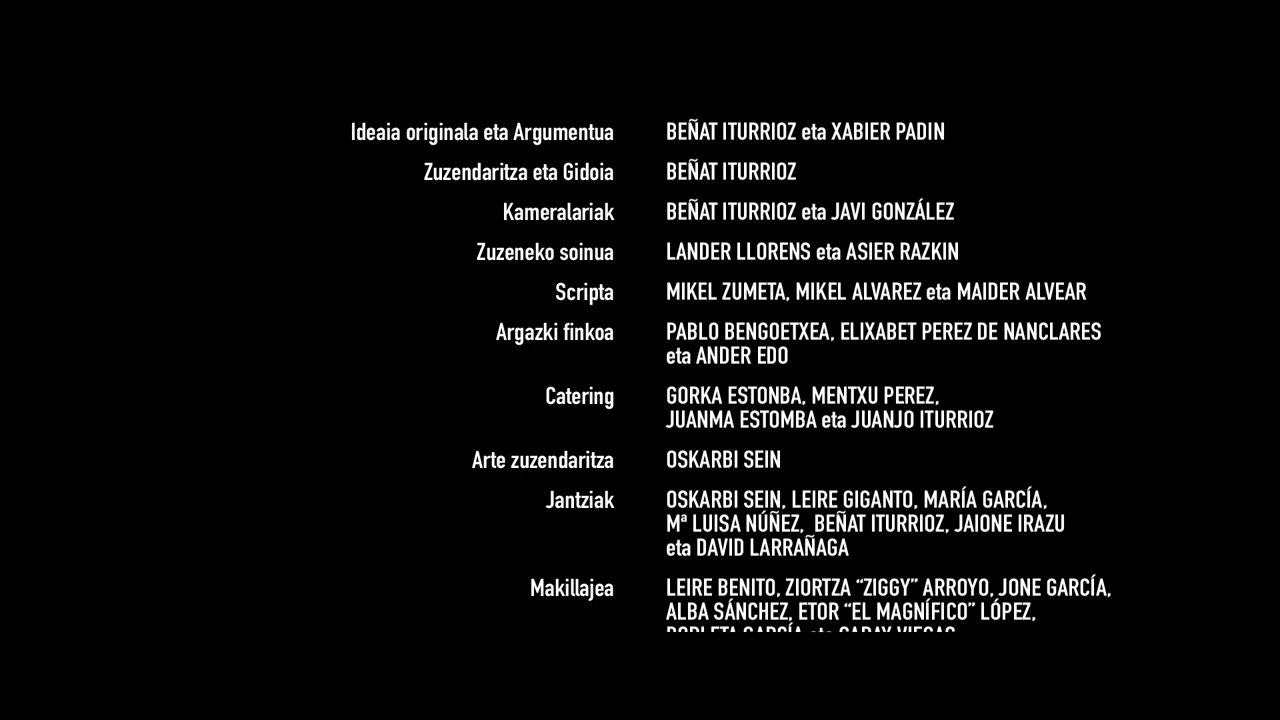 Ideaia originala eta Argumentua BEÑAT ITURRIOZ eta XABIER PADIN
Zuzendaritza eta Gidoia BEÑAT ITURRIOZ
Kameralariak BEÑAT ITURRIOZ eta JAVI GONZÁLEZ
Zuzeneko soinua LANDER LLORENS eta ASIER RAZKIN
Scripta MIKEL ZUMETA, MIKEL ALVAREZ eta MAIDER ALVEAR
Argazki finkoa PABLO BENGOETXEA, ELIXABET PEREZ DE NANCLARES
eta ANDER EDO
Catering GORKA ESTONBA, MENTXU PEREZ,
JUANMA ESTOMBA eta JUANJO ITURRIOZ
Arte zuzendaritza OSKARBI SEIN
Jantziak OSKARBI SEIN, LEIRE GIGANTO, MARÍA GARCÍA,
Mª LUISA NÚÑEZ, BEÑAT ITURRIOZ, JAIONE IRAZU
eta DAVID LARRAÑAGA
Makillajea LEIRE BENITO, ZIORTZA “ZIGGY” ARROYO, JONE GARCÍA,
ALBA SÁNCHEZ, ETOR “EL MAGNÍFICO” LÓPEZ,
GARCÍA eta